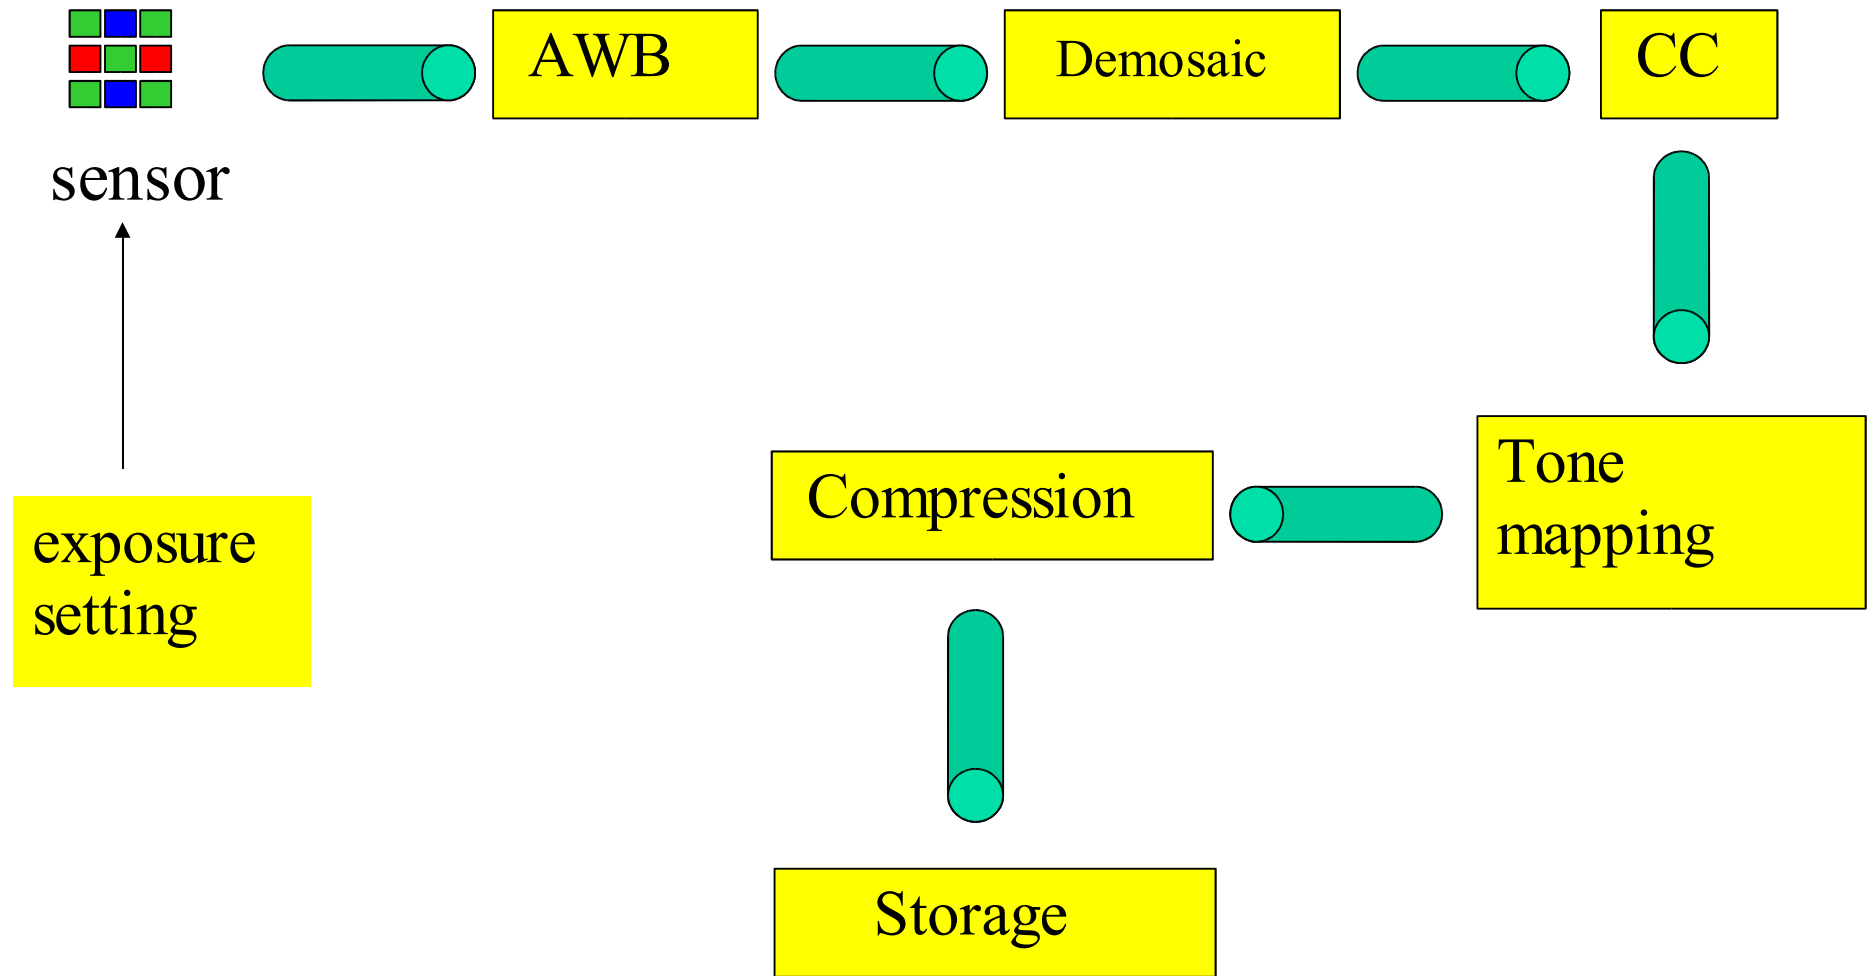 AWB
Demosaic
CC
sensor
Tone
mapping
Compression
exposure
setting
Storage